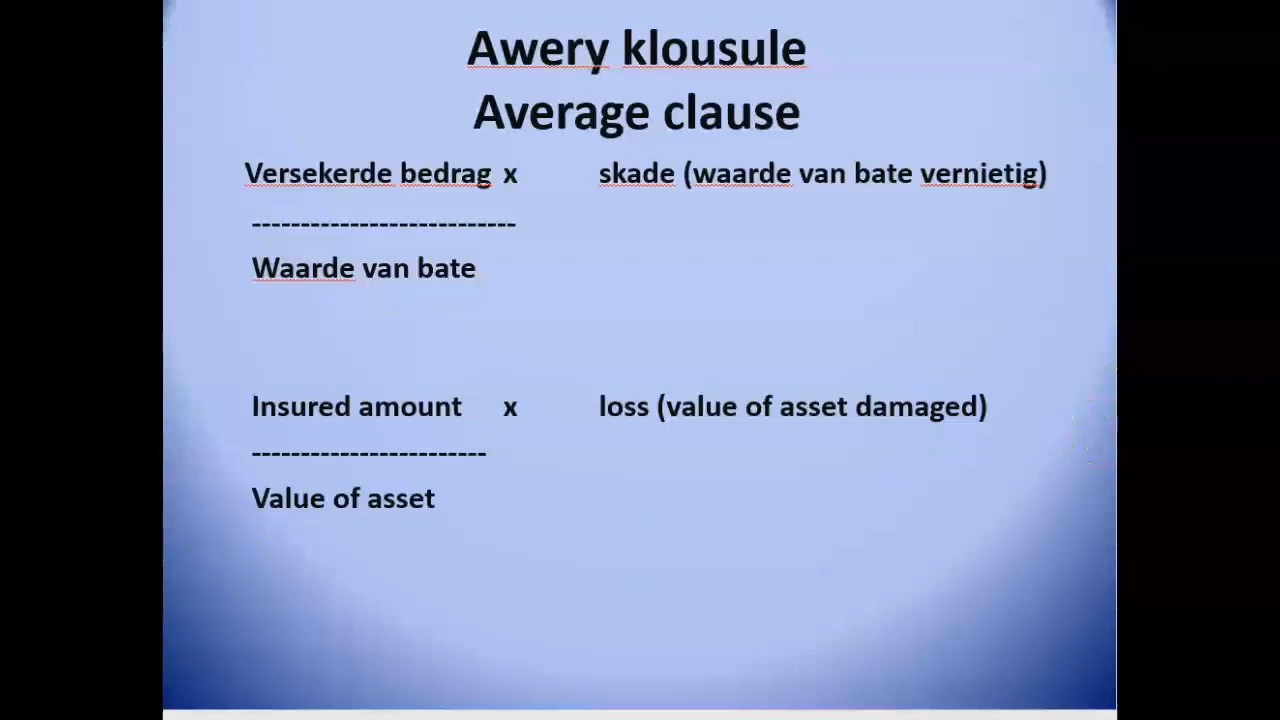 Awery klousule
Average clause
Versekerde bedrag x skade (waarde van bate vernietig)
--------------------------
Waarde van bate
Insured amount x loss (value of asset damaged)
-----------------------
Value of asset